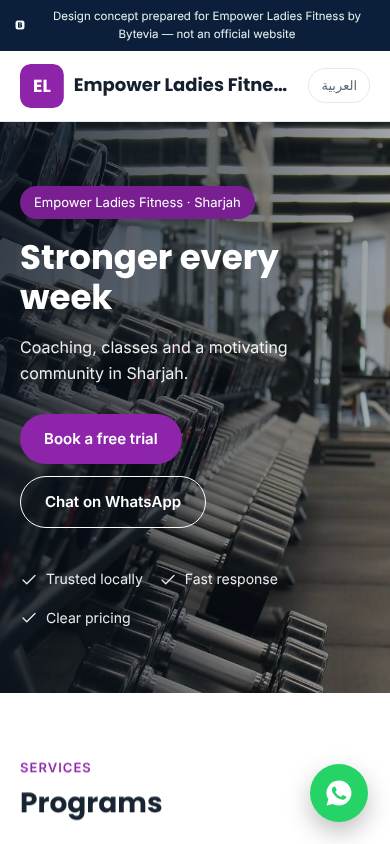 Design concept prepared for Empower Ladies Fitness by
Bytevia — not an official website
EL
Empower Ladies Fitne...
العربية
Empower Ladies Fitness · Sharjah
Stronger every
week
Coaching, classes and a motivating
community in Sharjah.
Book a free trial
Chat on WhatsApp
Trusted locally
Fast response
Clear pricing
SERVICES
Programs